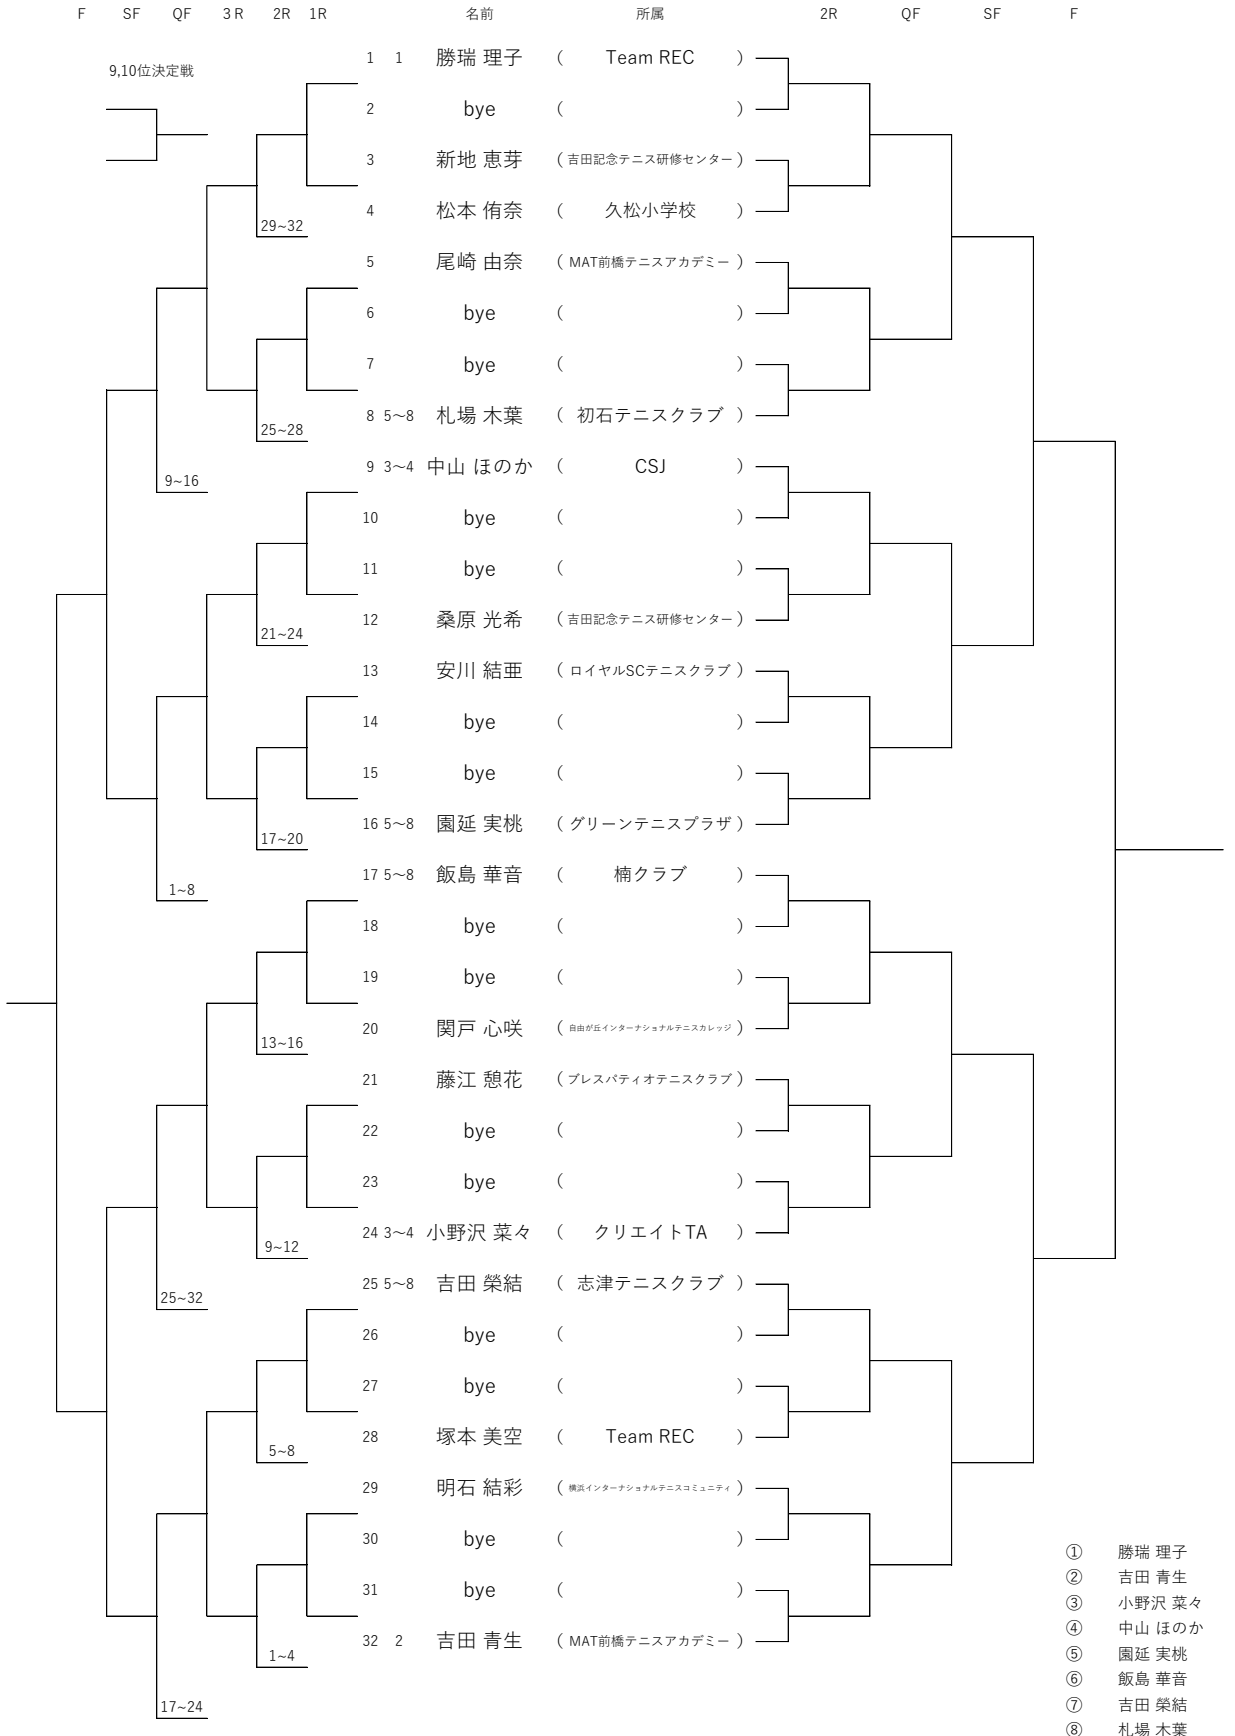 F SF QF 3R 2R 1R 名前 所属 2R QF SF F
1 1 勝瑞 理子 ( Team REC )
9,10位決定戦
2 bye ( )
3 新地 恵芽 ( 吉田記念テニス研修センター )
4 松本 侑奈 ( 久松小学校 )
29~32
5 尾崎 由奈 ( MAT前橋テニスアカデミー )
6 bye ( )
7 bye ( )
8 5～8 札場 木葉 ( 初石テニスクラブ )
25~28
9 3～4 中山 ほのか ( CSJ )
9~16
10 bye ( )
11 bye ( )
12 桑原 光希 ( 吉田記念テニス研修センター )
21~24
13 安川 結亜 ( ロイヤルSCテニスクラブ )
14 bye ( )
15 bye ( )
16 5～8 園延 実桃 ( グリーンテニスプラザ )
17~20
17 5～8 飯島 華音 ( 楠クラブ )
1~8
18 bye ( )
19 bye ( )
20 関戸 心咲 ( 自由が丘インターナショナルテニスカレッジ )
13~16
21 藤江 憩花 ( ブレスパティオテニスクラブ )
22 bye ( )
23 bye ( )
24 3～4 小野沢 菜々 ( クリエイトTA )
9~12
25 5～8 吉田 榮結 ( 志津テニスクラブ )
25~32
26 bye ( )
27 bye ( )
28 塚本 美空 ( Team REC )
5~8
29 明石 結彩 ( 横浜インターナショナルテニスコミュニティ )
30 bye ( )
31 bye ( )
32 2 吉田 青生 ( MAT前橋テニスアカデミー )
1~4
17~24
① 勝瑞 理子
② 吉田 青生
③ 小野沢 菜々
④ 中山 ほのか
⑤ 園延 実桃
⑥ 飯島 華音
⑦ 吉田 榮結
⑧ 札場 木葉